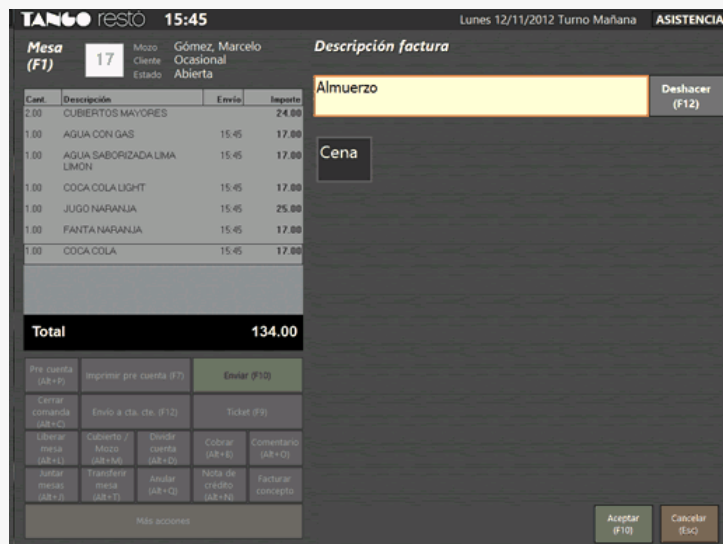 TANGO restó 15:45 Lunes 12/11/2012 Turno Mañana ASISTENCIA
Mesa (F1) 17
Mozo Gómez, Marcelo
Cliente Ocasional
Estado Abierta
Cant. Descripción Envío Importe
2.00 CUBIERTOS MAYORES 24.00
1.00 AGUA CON GAS 15:45 17.00
1.00 AGUA SABORIZADA LIMA 15:45 17.00
LIMON
1.00 COCA COLA LIGHT 15:45 17.00
1.00 JUGO NARANJA 15:45 25.00
1.00 FANTA NARANJA 15:45 17.00
1.00 COCA COLA 15:45 17.00
Total 134.00
Pre cuenta
(Alt+P)
Imprimir pre cuenta (F7)
Enviar (F10)
Cerrar
comanda
(Alt+C)
Envío a cta. cte. (F12)
Ticket (F9)
Liberar
mesa
(Alt+L)
Cubierto /
Mozo
(Alt+M)
Dividir
cuenta
(Alt+D)
Cobrar
(Alt+B)
Comentario
(Alt+O)
Juntar
mesas
(Alt+J)
Transferir
mesa
(Alt+T)
Anular
(Alt+Q)
Nota de
crédito
(Alt+N)
Facturar
concepto
Más acciones
Descripción factura
Almuerzo
Deshacer
(F12)
Cena
Aceptar
(F10)
Cancelar
(Esc)